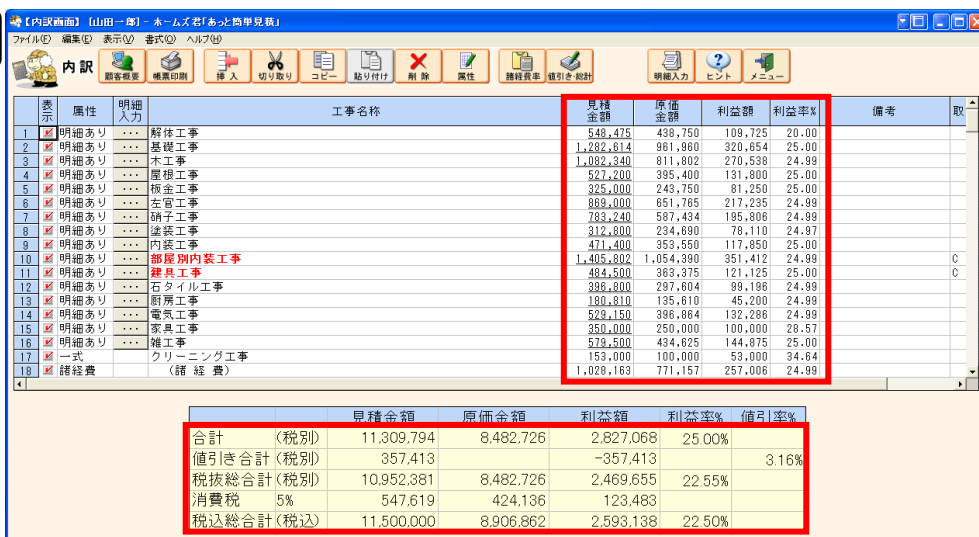 【内訳画面】 [山田一郎] - ホームズ君「あっと簡単見積」
ファイル(F) 編集(E) 表示(V) 書式(O) ヘルプ(H)
内 訳 顧客概要 帳票印刷 挿 入 切り取り コピー 貼り付け 削 除 属性 諸経費率 値引き・総計 明細入力 ヒント メニュー
表示 属性 明細入力 工事名称 見積金額 原価金額 利益額 利益率% 備考 取
1 明細あり ... 解体工事 548,475 438,750 109,725 20.00
2 明細あり ... 基礎工事 1,282,614 961,960 320,654 25.00
3 明細あり ... 木工事 1,082,340 811,802 270,538 24.99
4 明細あり ... 屋根工事 527,200 395,400 131,800 25.00
5 明細あり ... 板金工事 325,000 243,750 81,250 25.00
6 明細あり ... 左官工事 869,000 651,765 217,235 24.99
7 明細あり ... 硝子工事 783,240 587,434 195,806 24.99
8 明細あり ... 塗装工事 312,800 234,690 78,110 24.97
9 明細あり ... 内装工事 471,400 353,550 117,850 25.00
10 明細あり ... 部屋別内装工事 1,405,802 1,054,390 351,412 24.99 C
11 明細あり ... 建具工事 484,500 363,375 121,125 25.00 C
12 明細あり ... 石タイル工事 396,800 297,604 99,196 24.99
13 明細あり ... 厨房工事 180,810 135,610 45,200 24.99
14 明細あり ... 電気工事 529,150 396,864 132,286 24.99
15 明細あり ... 家具工事 350,000 250,000 100,000 28.57
16 明細あり ... 雑工事 579,500 434,625 144,875 25.00
17 一式 クリーニング工事 153,000 100,000 53,000 34.64
18 諸経費 (諸 経 費) 1,028,163 771,157 257,006 24.99
見積金額 原価金額 利益額 利益率% 値引率%
合計 (税別) 11,309,794 8,482,726 2,827,068 25.00%
値引き合計 (税別) 357,413 -357,413 3.16%
税抜総合計 (税別) 10,952,381 8,482,726 2,469,655 22.55%
消費税 5% 547,619 424,136 123,483
税込総合計 (税込) 11,500,000 8,906,862 2,593,138 22.50%